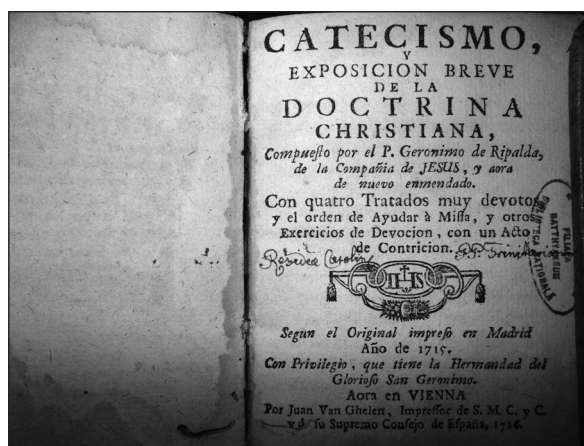 CATECISMO,
Y
EXPOSICION BREVE
DE LA
DOCTRINA
CHRISTIANA,
Compuesto por el P. Geronimo de Ripalda,
de la Compañia de JESUS, y aora
de nuevo enmendado.
Con quatro Tratados muy devotos,
y el orden de Ayudar à Missa, y otros
Exercicios de Devocion, con un Acto
de Contricion.
IHS
Segun el Original impresso en Madrid
Año de 1715.
Con Privilegio, que tiene la Hermandad del
Glorioso San Geronimo.
Aora en VIENNA
Por Juan Van Ghelen, Impressor de S. M. C. y C.
y de su Supremo Consejo de España, 1716.